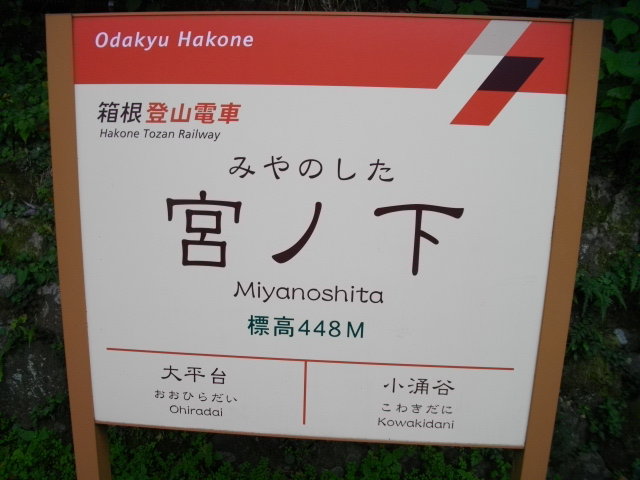 Odakyu Hakone
箱根登山電車
Hakone Tozan Railway
みやのした
宮ノ下
Miyanoshita
標高448M
大平台
おおひらだい
Ohiradai
小涌谷
こわきだに
Kowakidani